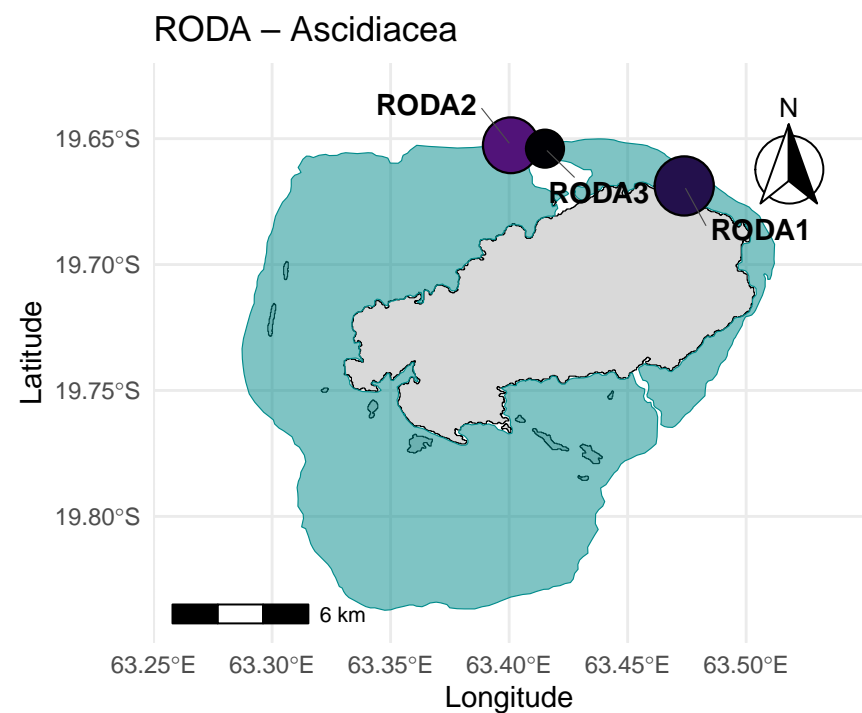 RODA – Ascidiacea
N
RODA2
19.65°S
RODA3
RODA1
19.70°S
Latitude
19.75°S
19.80°S
6 km
63.25°E 63.30°E 63.35°E 63.40°E 63.45°E 63.50°E
Longitude